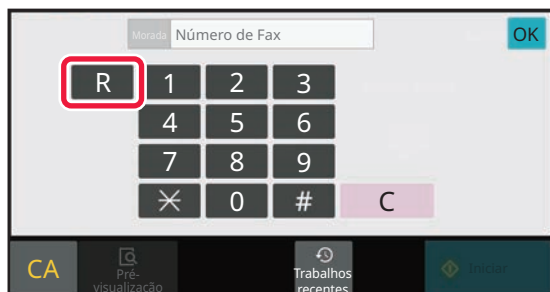 Morada Número de Fax OK
R 1 2 3
4 5 6
7 8 9
* 0 # C
CA Pré-visualização Trabalhos recentes Iniciar